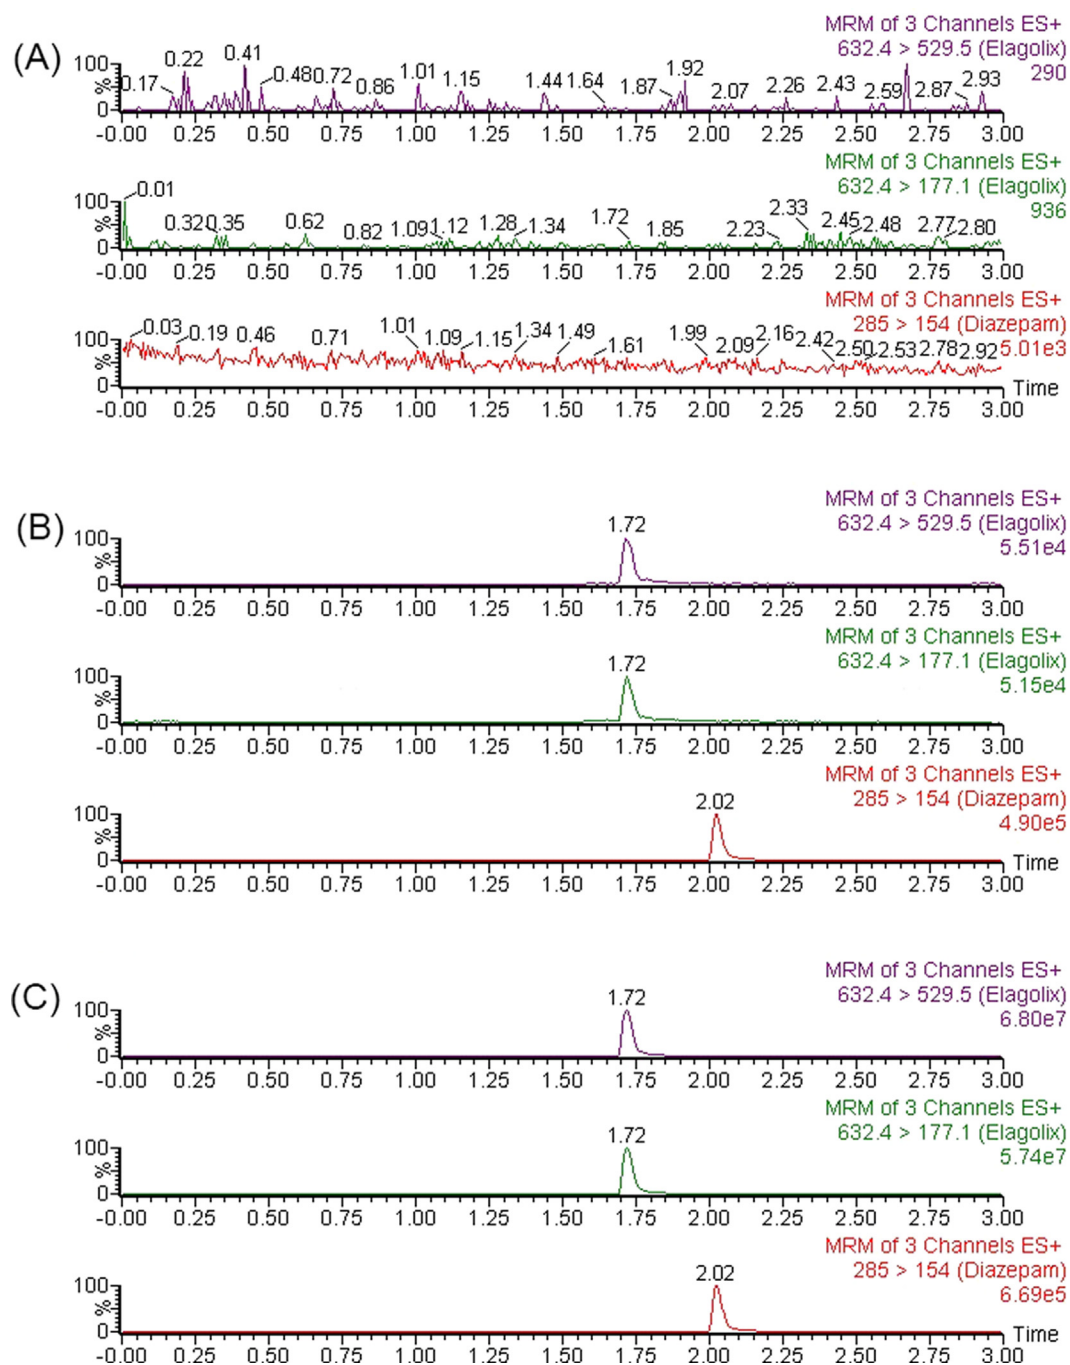 (A)
MRM of 3 Channels ES+
632.4 > 529.5 (Elagolix)
290
100
%
0
0.17 0.22 0.41 0.48 0.72 0.86 1.01 1.15 1.44 1.64 1.87 1.92 2.07 2.26 2.43 2.59 2.87 2.93
-0.00 0.25 0.50 0.75 1.00 1.25 1.50 1.75 2.00 2.25 2.50 2.75 3.00
MRM of 3 Channels ES+
632.4 > 177.1 (Elagolix)
936
100
%
0
0.01 0.32 0.35 0.62 0.82 1.09 1.12 1.28 1.34 1.72 1.85 2.23 2.33 2.45 2.48 2.77 2.80
-0.00 0.25 0.50 0.75 1.00 1.25 1.50 1.75 2.00 2.25 2.50 2.75 3.00
MRM of 3 Channels ES+
285 > 154 (Diazepam)
5.01e3
100
%
0
0.03 0.19 0.46 0.71 1.01 1.09 1.15 1.34 1.49 1.61 1.99 2.09 2.16 2.42 2.50 2.53 2.78 2.92
Time
-0.00 0.25 0.50 0.75 1.00 1.25 1.50 1.75 2.00 2.25 2.50 2.75 3.00
(B)
MRM of 3 Channels ES+
632.4 > 529.5 (Elagolix)
5.51e4
100
%
0
1.72
-0.00 0.25 0.50 0.75 1.00 1.25 1.50 1.75 2.00 2.25 2.50 2.75 3.00
MRM of 3 Channels ES+
632.4 > 177.1 (Elagolix)
5.15e4
100
%
0
1.72
-0.00 0.25 0.50 0.75 1.00 1.25 1.50 1.75 2.00 2.25 2.50 2.75 3.00
MRM of 3 Channels ES+
285 > 154 (Diazepam)
4.90e5
100
%
0
2.02
Time
-0.00 0.25 0.50 0.75 1.00 1.25 1.50 1.75 2.00 2.25 2.50 2.75 3.00
(C)
MRM of 3 Channels ES+
632.4 > 529.5 (Elagolix)
6.80e7
100
%
0
1.72
-0.00 0.25 0.50 0.75 1.00 1.25 1.50 1.75 2.00 2.25 2.50 2.75 3.00
MRM of 3 Channels ES+
632.4 > 177.1 (Elagolix)
5.74e7
100
%
0
1.72
-0.00 0.25 0.50 0.75 1.00 1.25 1.50 1.75 2.00 2.25 2.50 2.75 3.00
MRM of 3 Channels ES+
285 > 154 (Diazepam)
6.69e5
100
%
0
2.02
Time
-0.00 0.25 0.50 0.75 1.00 1.25 1.50 1.75 2.00 2.25 2.50 2.75 3.00